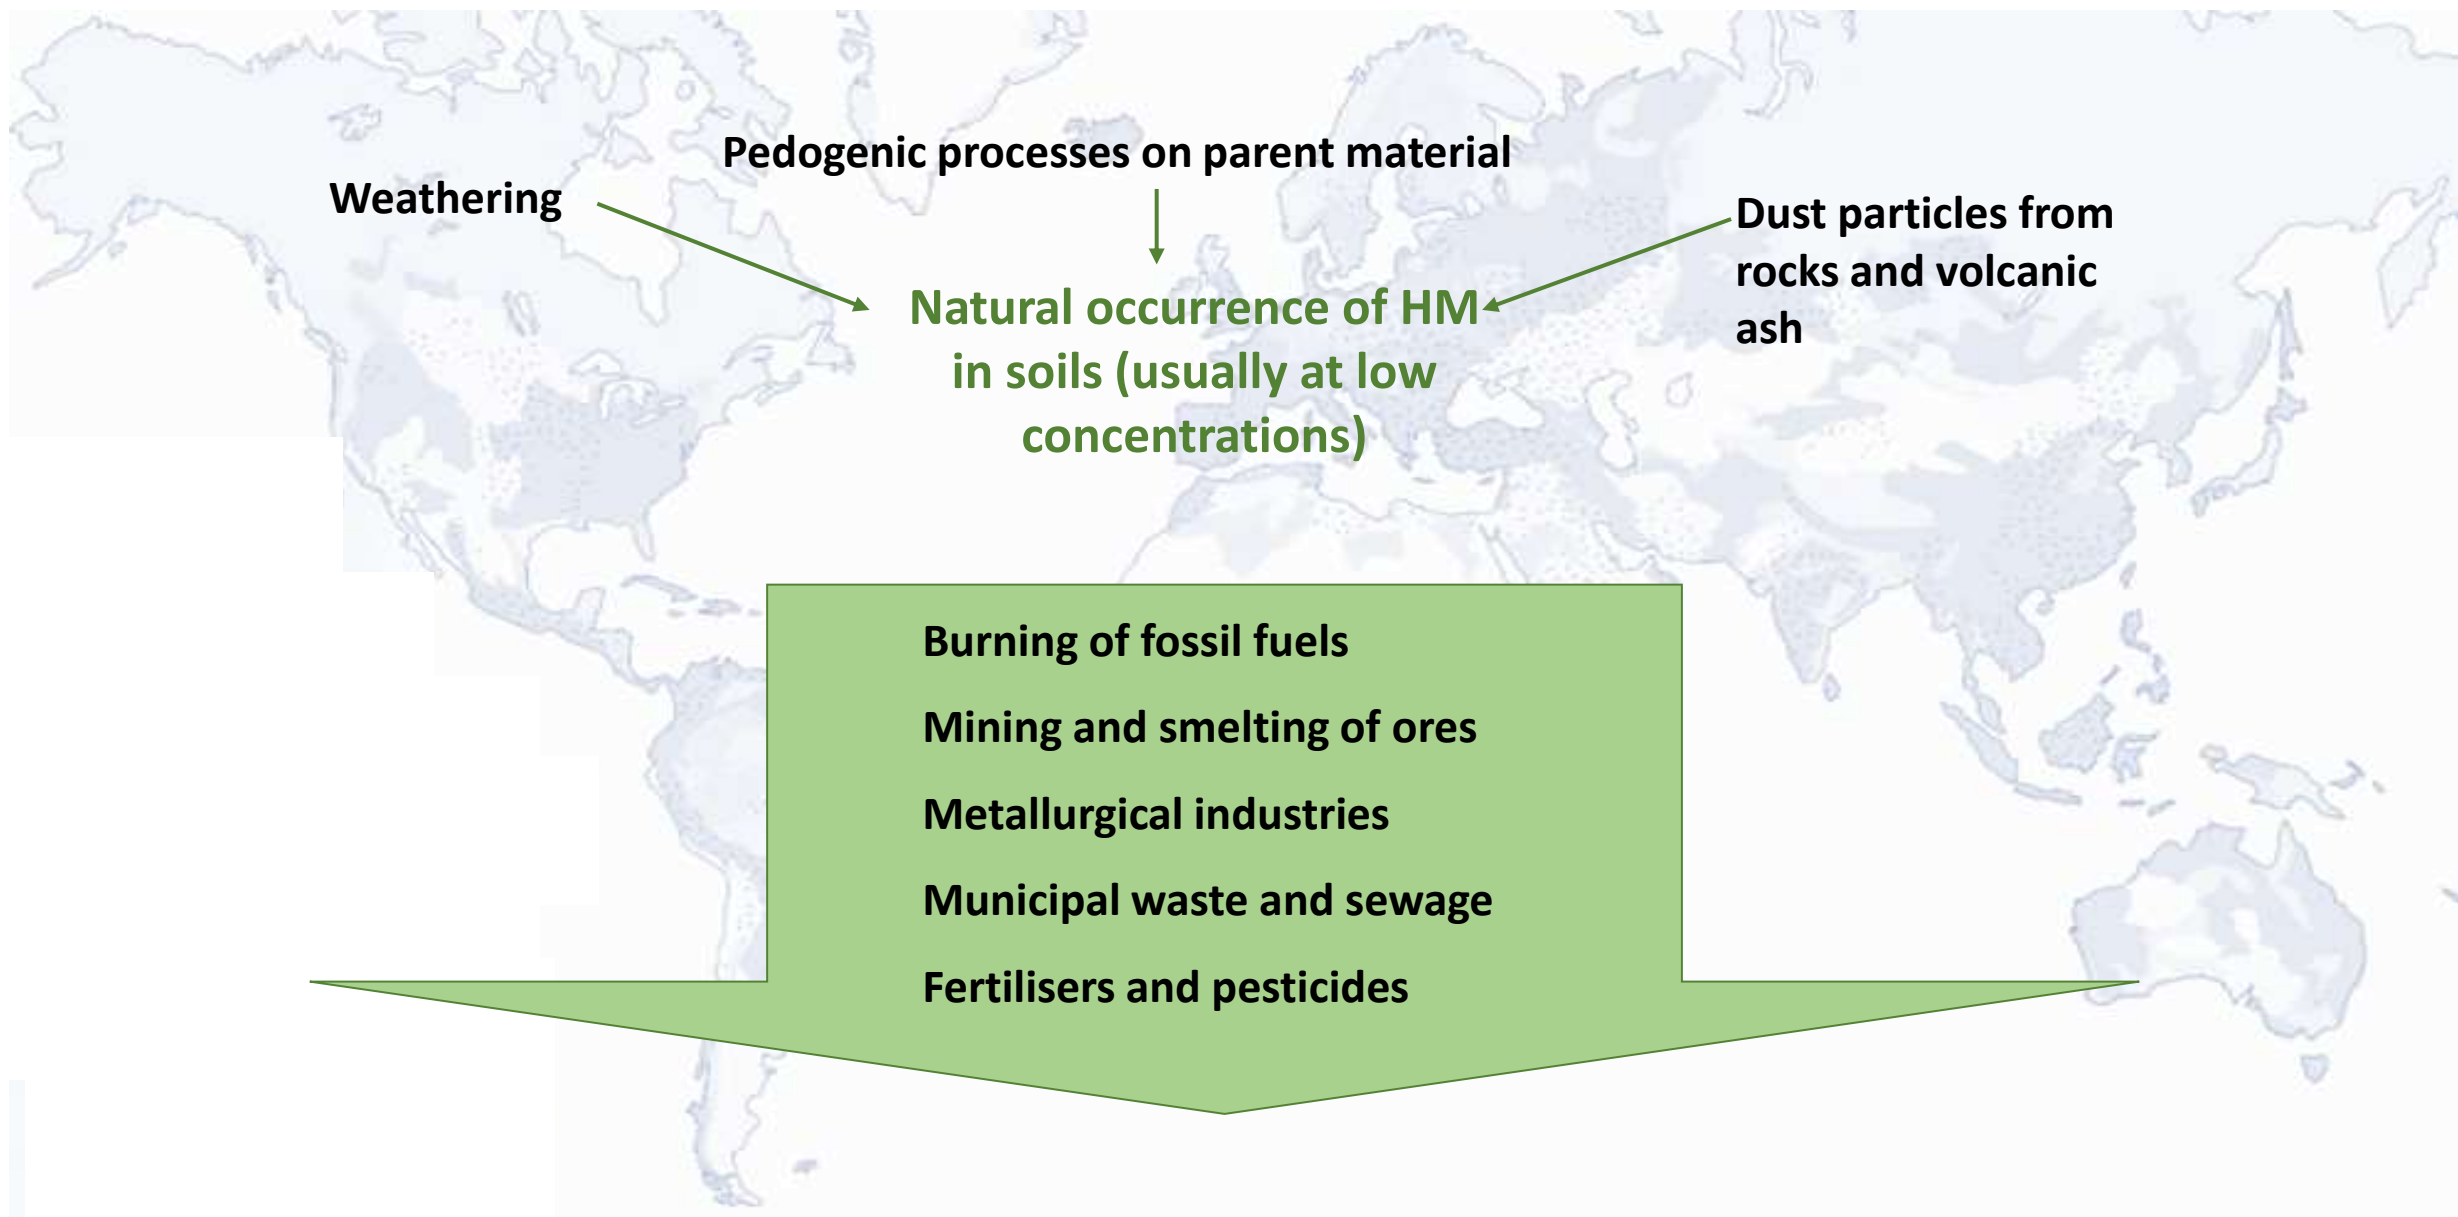 Pedogenic processes on parent material
Weathering
Dust particles from
rocks and volcanic
ash
Natural occurrence of HM
in soils (usually at low
concentrations)
Burning of fossil fuels
Mining and smelting of ores
Metallurgical industries
Municipal waste and sewage
Fertilisers and pesticides